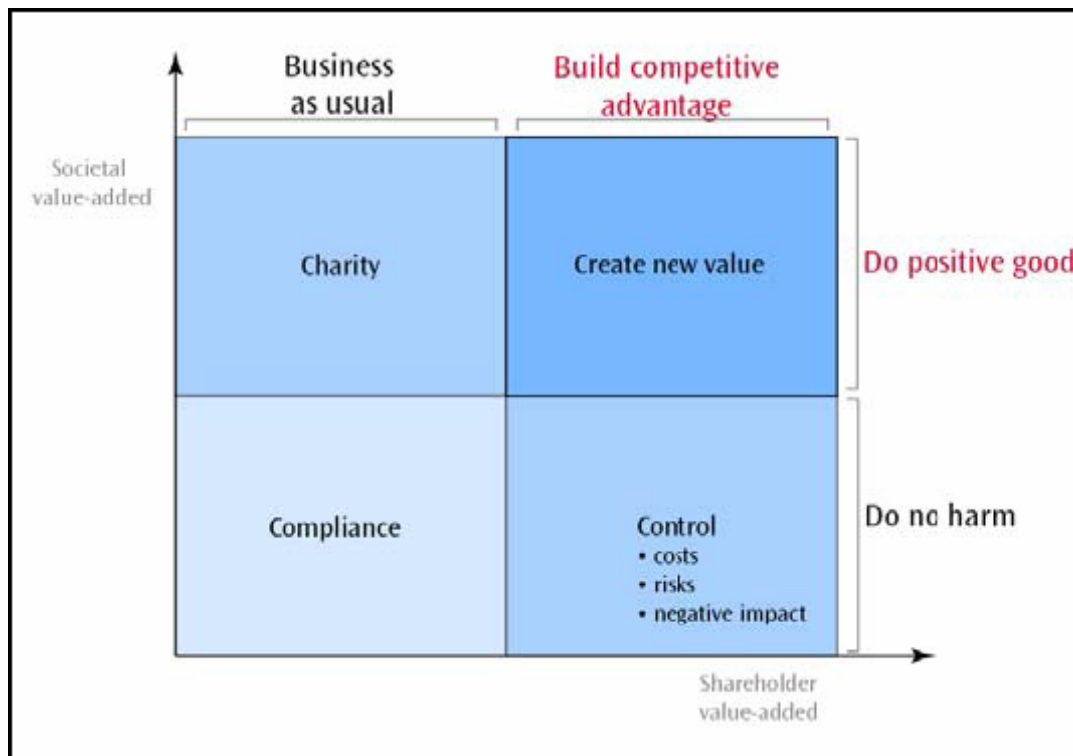 Business
as usual
Build competitive
advantage
Societal
value-added
Charity
Create new value
Do positive good
Compliance
Control
• costs
• risks
• negative impact
Do no harm
Shareholder
value-added